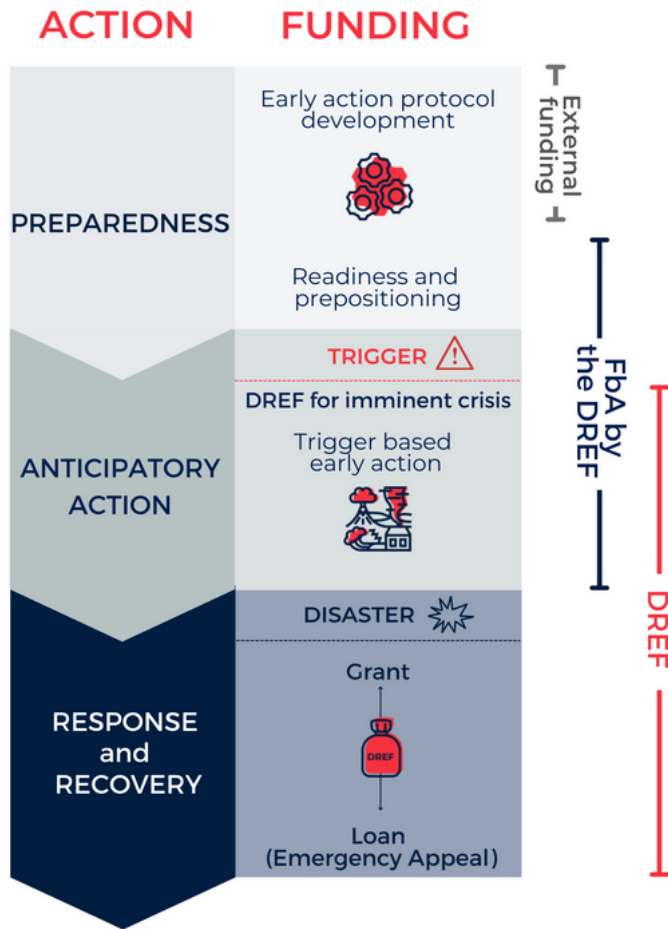 ACTION
FUNDING
PREPAREDNESS
Early action protocol
development
Readiness and
prepositioning
External
funding
TRIGGER
DREF for imminent crisis
ANTICIPATORY
ACTION
Trigger based
early action
FbA by
the DREF
DISASTER
RESPONSE
and
RECOVERY
Grant
DREF
Loan
(Emergency Appeal)
DREF